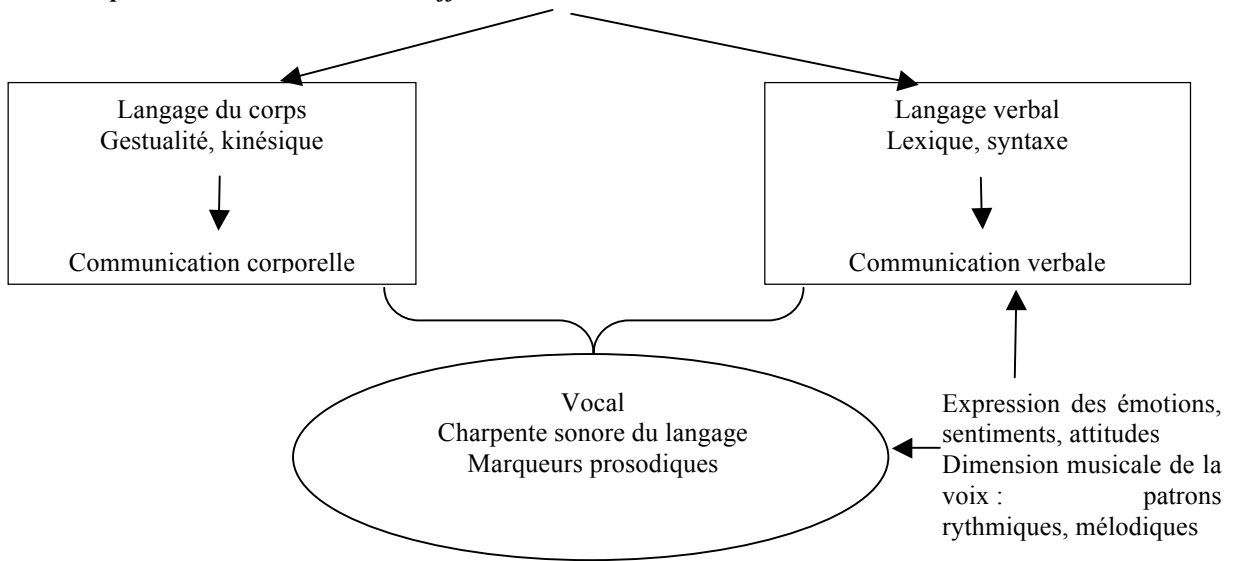 Langage du corps
Gestualité, kinésique
Communication corporelle
Langage verbal
Lexique, syntaxe
Communication verbale
Vocal
Charpente sonore du langage
Marqueurs prosodiques
Expression des émotions,
sentiments, attitudes
Dimension musicale de la
voix : patrons
rythmiques, mélodiques